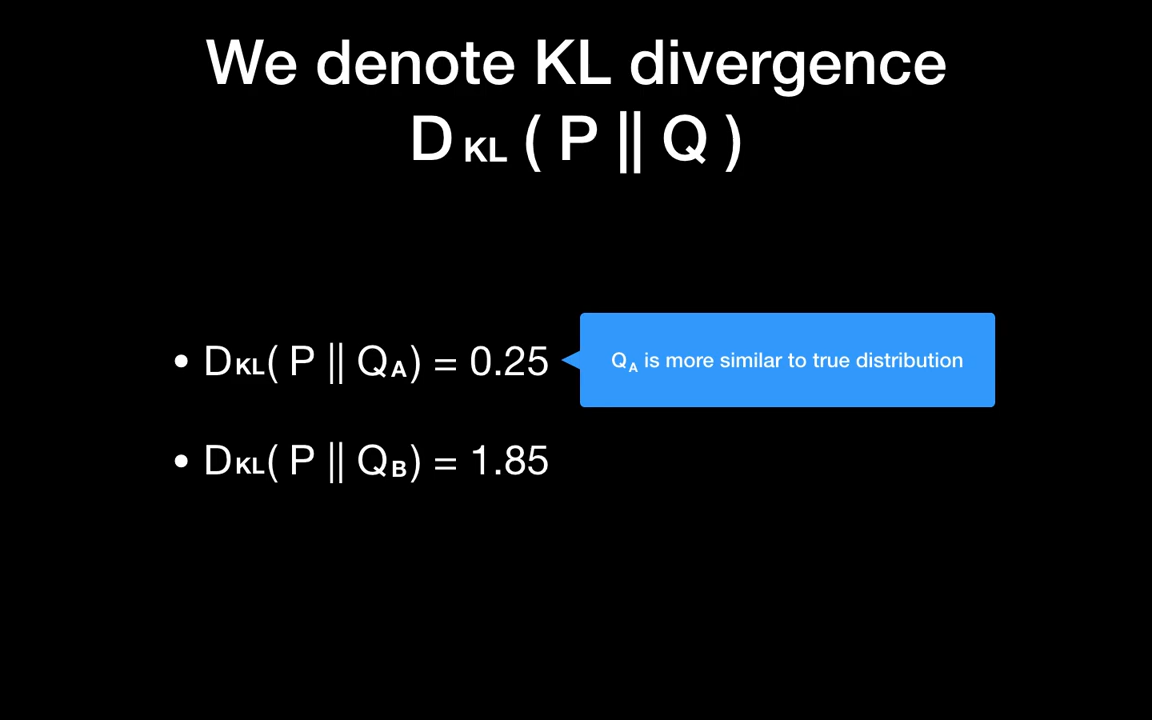 We denote KL divergence
D KL ( P || Q )
• DKL( P || QA) = 0.25
QA is more similar to true distribution
• DKL( P || QB) = 1.85